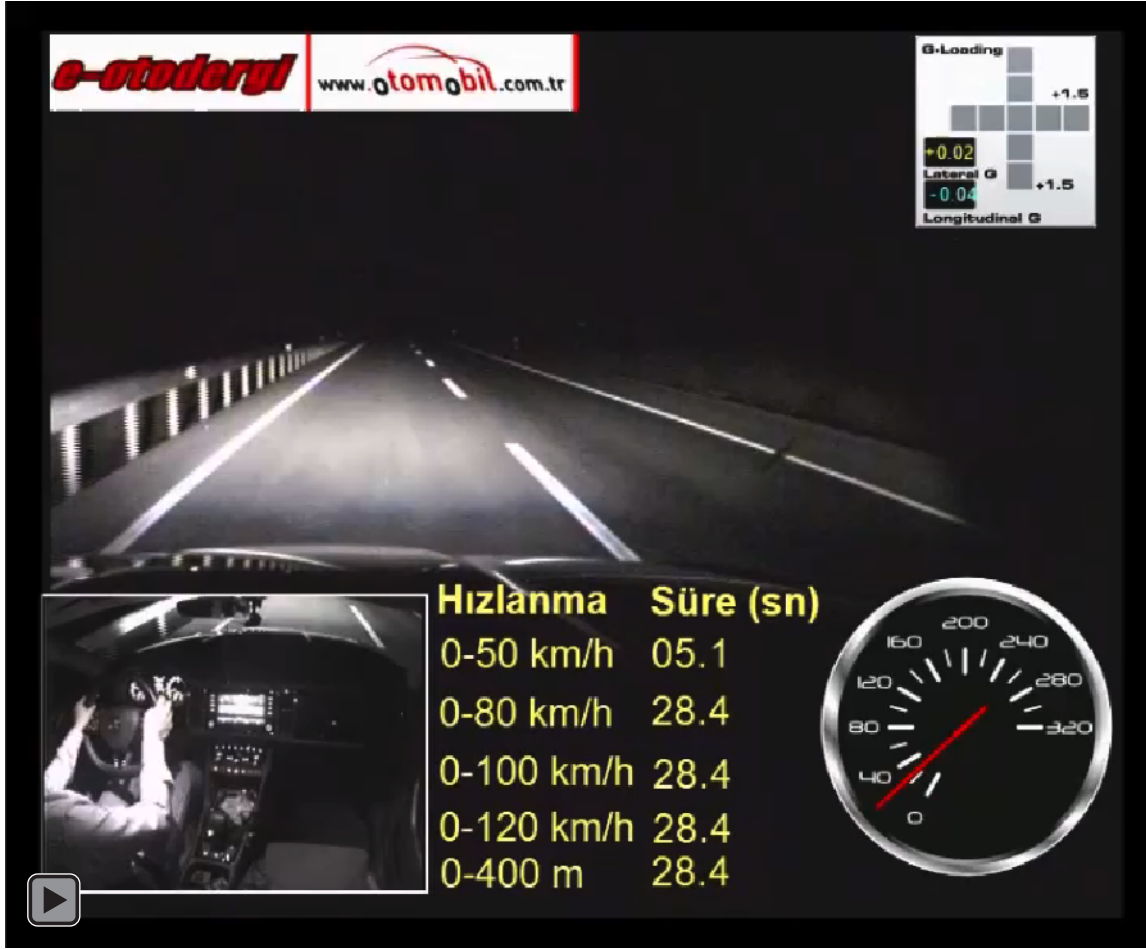 e-otodergi
www.otomobil.com.tr
G-Loading
+1.5
+0.02
Lateral G
-0.04
+1.5
Longitudinal G
Hızlanma Süre (sn)
0-50 km/h 05.1
0-80 km/h 28.4
0-100 km/h 28.4
0-120 km/h 28.4
0-400 m 28.4
200
160 240
120 280
80 320
40
0